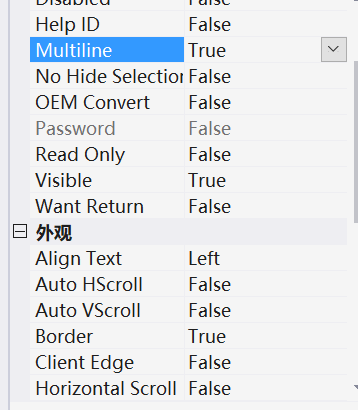 Disabled False
Help ID False
Multiline True
No Hide Selection False
OEM Convert False
Password False
Read Only False
Visible True
Want Return False
外观
Align Text Left
Auto HScroll False
Auto VScroll False
Border True
Client Edge False
Horizontal Scroll False